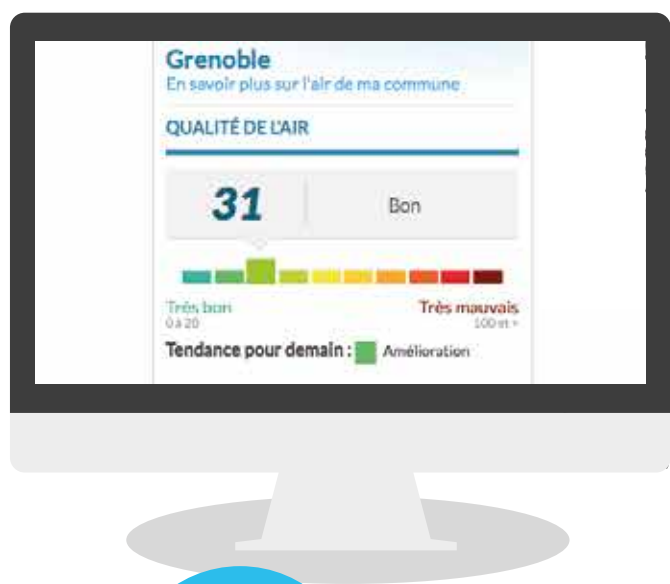 Grenoble
En savoir plus sur l'air de ma commune
QUALITÉ DE L'AIR
31 Bon
Très bon Très mauvais
0 à 20 100 et +
Tendance pour demain : Amélioration